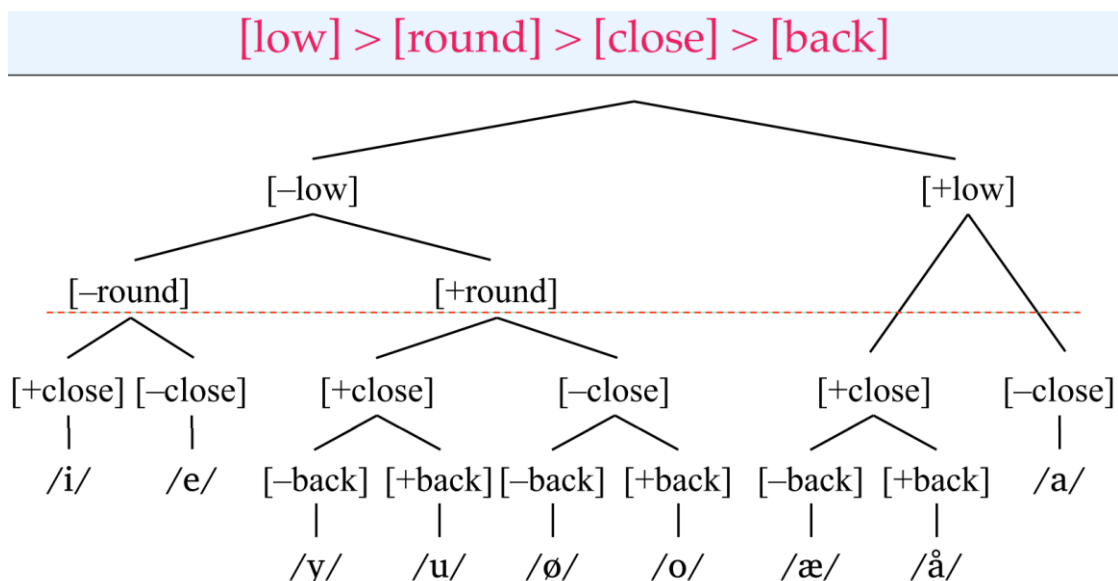 [low] > [round] > [close] > [back]
[–low] [+low]
[–round] [+round]
[+close] [–close] [+close] [–close] [+close] [–close]
/i/ /e/ [–back] [+back] [–back] [+back] [–back] [+back] /a/
/y/ /u/ /ø/ /o/ /æ/ /å/